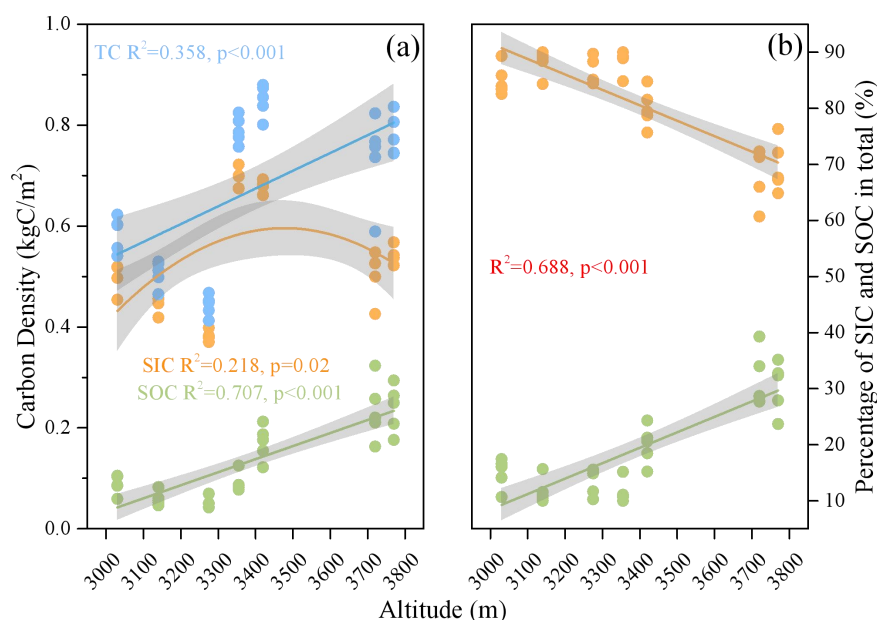 (a)
TC R²=0.358, p<0.001
SIC R²=0.218, p=0.02
SOC R²=0.707, p<0.001
Carbon Density (kgC/m²)
1.0
0.8
0.6
0.4
0.2
0.0
3000 3100 3200 3300 3400 3500 3600 3700 3800
(b)
R²=0.688, p<0.001
90
80
70
60
50
40
30
20
10
Percentage of SIC and SOC in total (%)
3000 3100 3200 3300 3400 3500 3600 3700 3800
Altitude (m)